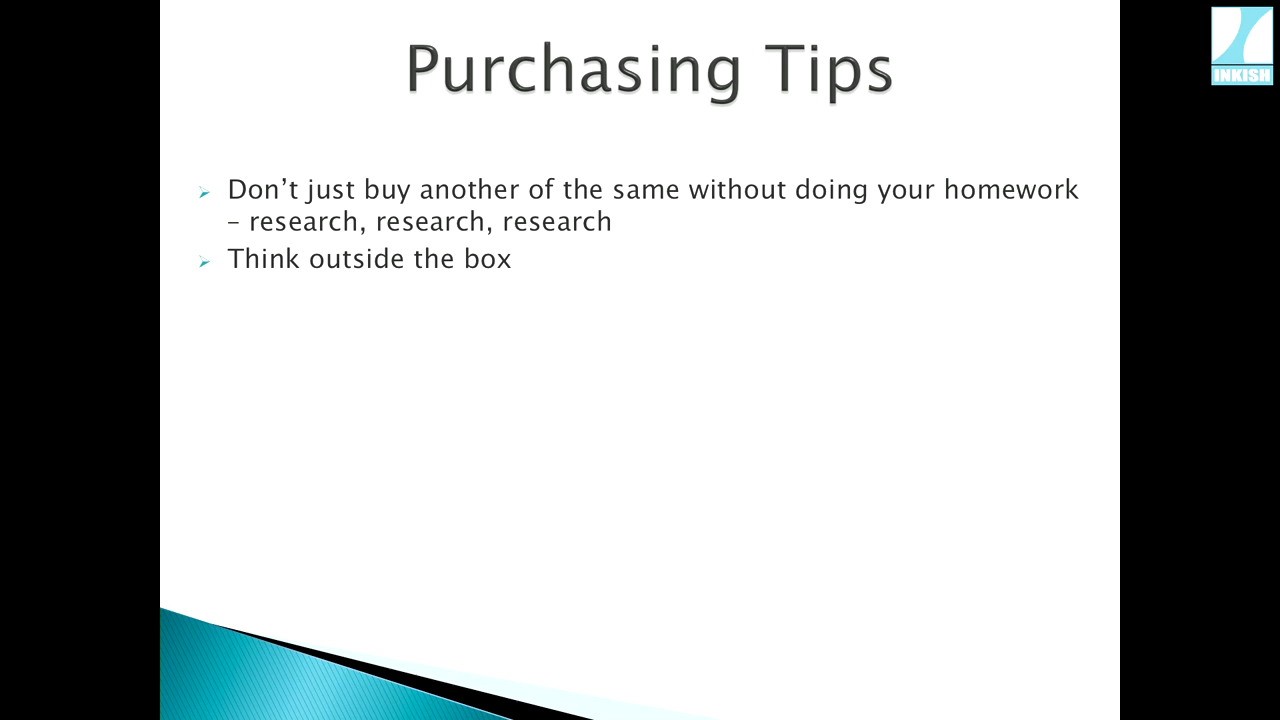 Purchasing Tips
INKISH
Don’t just buy another of the same without doing your homework
– research, research, research
Think outside the box